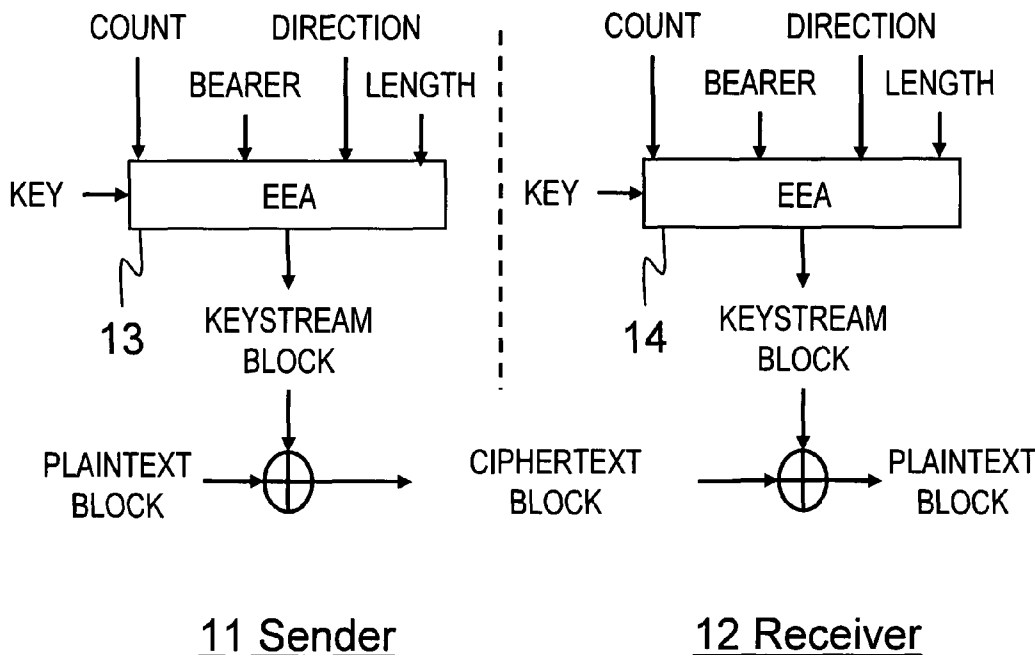 COUNT DIRECTION
BEARER LENGTH
KEY EEA
13
KEYSTREAM
BLOCK
PLAINTEXT
BLOCK
11 Sender
COUNT DIRECTION
BEARER LENGTH
KEY EEA
14
KEYSTREAM
BLOCK
CIPHERTEXT
BLOCK
PLAINTEXT
BLOCK
12 Receiver